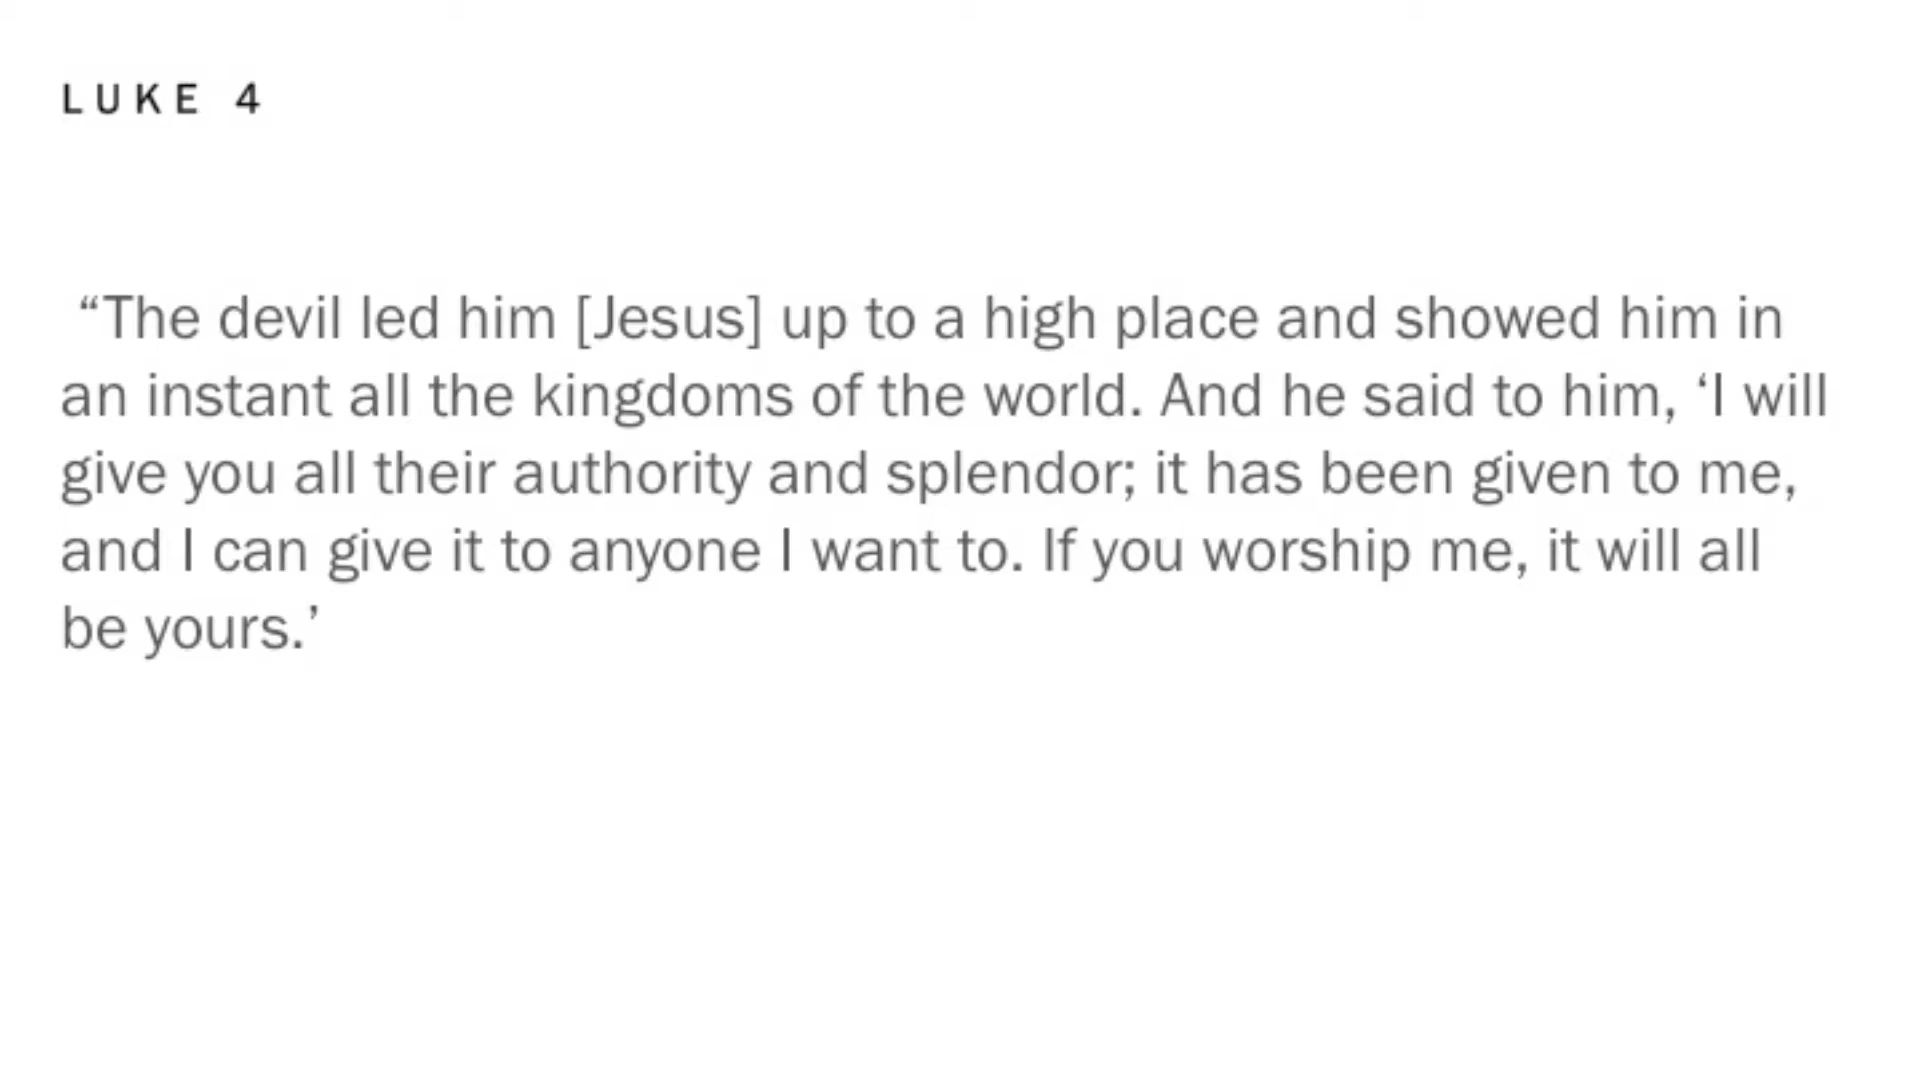 LUKE 4
“The devil led him [Jesus] up to a high place and showed him in
an instant all the kingdoms of the world. And he said to him, ‘I will
give you all their authority and splendor; it has been given to me,
and I can give it to anyone I want to. If you worship me, it will all
be yours.’